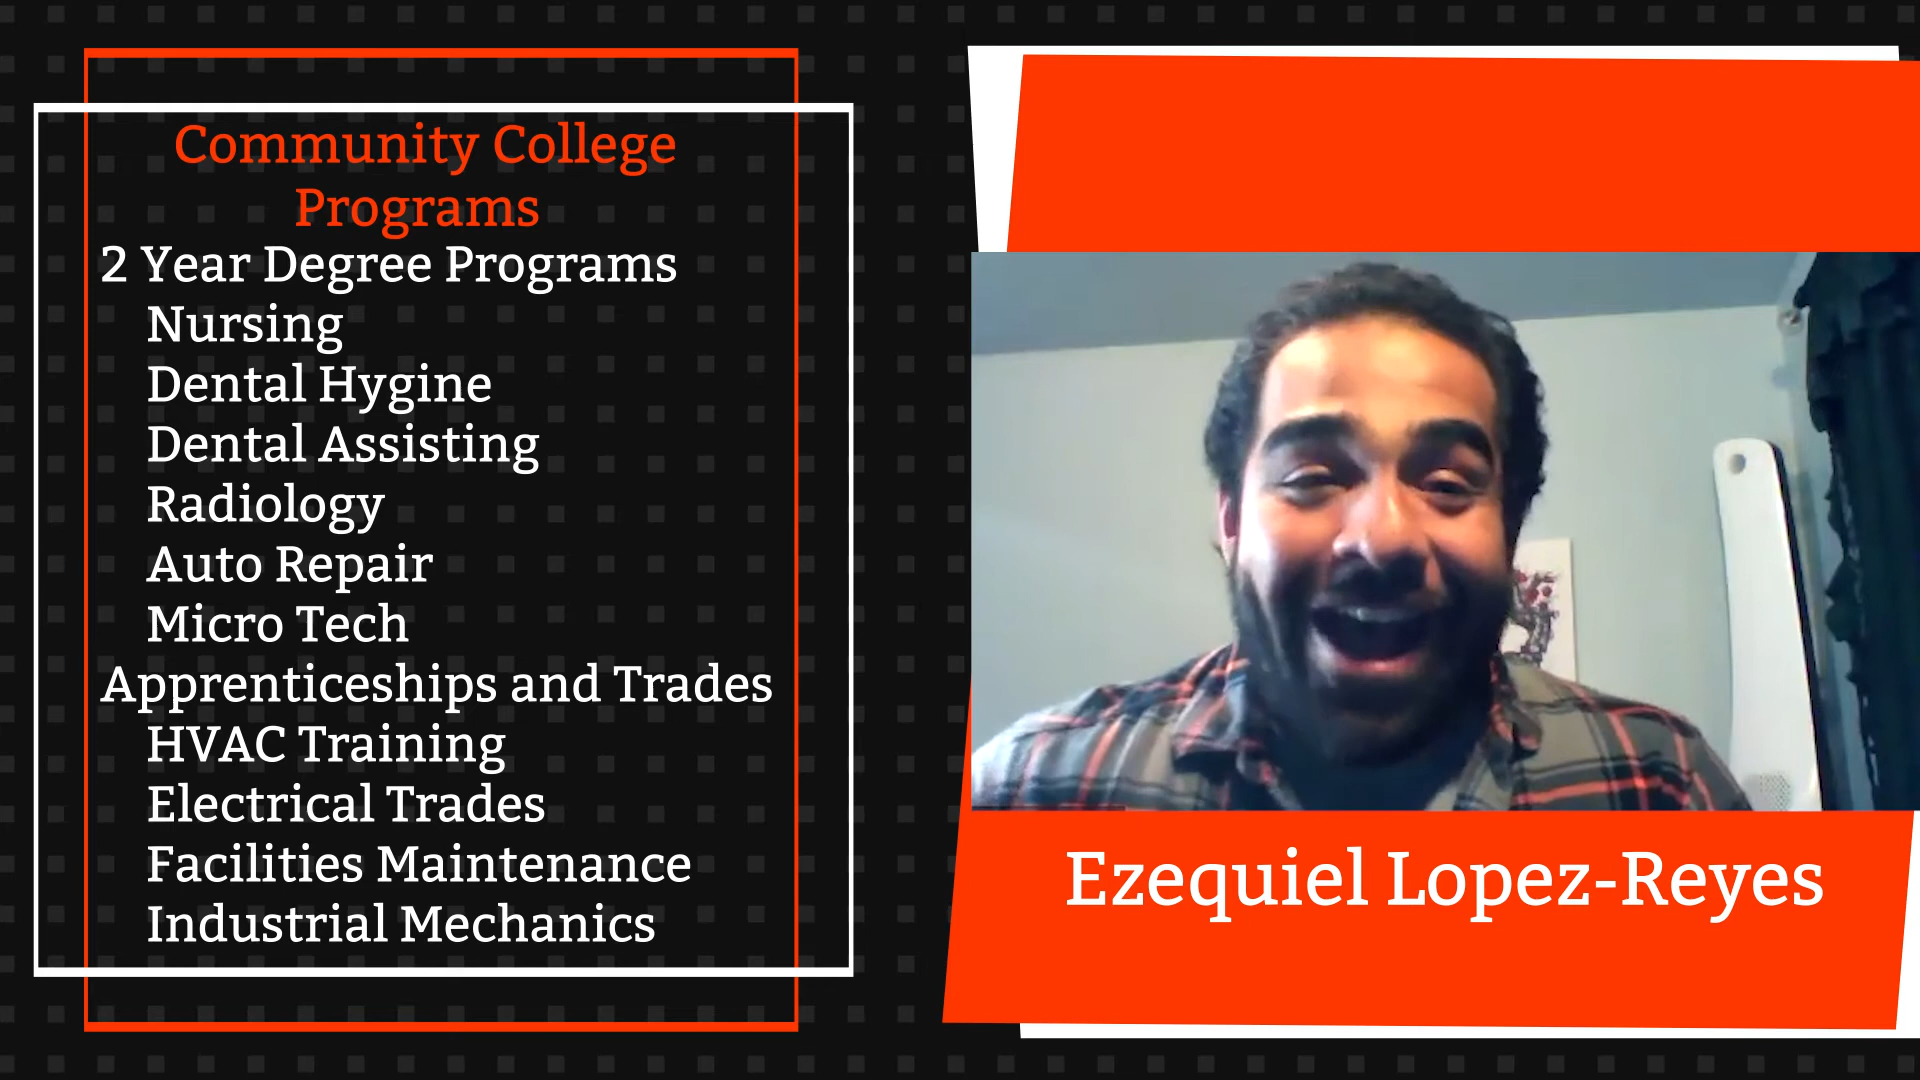 Community College
Programs
2 Year Degree Programs
Nursing
Dental Hygine
Dental Assisting
Radiology
Auto Repair
Micro Tech
Apprenticeships and Trades
HVAC Training
Electrical Trades
Facilities Maintenance
Industrial Mechanics
Ezequiel Lopez-Reyes